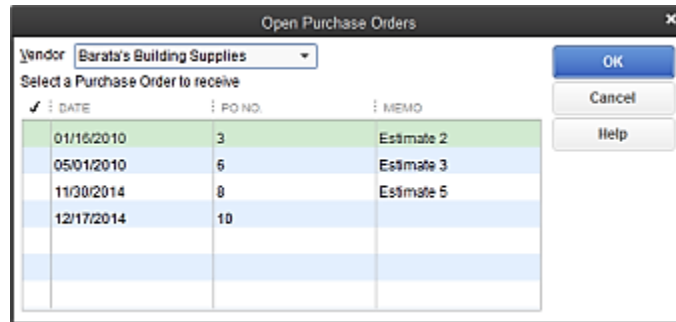 Open Purchase Orders
Vendor Barata's Building Supplies
OK
Select a Purchase Order to receive
Cancel
DATE PO NO. MEMO
Help
01/16/2010 3 Estimate 2
05/01/2010 6 Estimate 3
11/30/2014 8 Estimate 5
12/17/2014 10